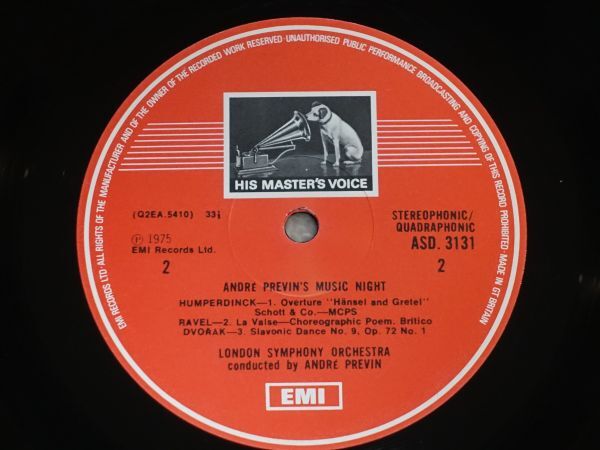 EMI RECORDS LTD·ALL RIGHTS OF THE MANUFACTURER AND OF THE OWNER OF THE RECORDED WORK RESERVED·UNAUTHORISED PUBLIC PERFORMANCE BROADCASTING AND COPYING OF THIS RECORD PROHIBITED MADE IN GT BRITAIN
HIS MASTER'S VOICE
(Q2EA.5410) 33⅓
STEREOPHONIC/
QUADRAPHONIC
ASD. 3131
Ⓟ 1975
EMI Records Ltd.
2
2
ANDRÉ PREVIN'S MUSIC NIGHT
HUMPERDINCK—1. Overture "Hänsel and Gretel"
Schott & Co.—MCPS
RAVEL—2. La Valse—Choreographic Poem. Britico
DVOŘAK—3. Slavonic Dance No. 9, Op. 72 No. 1
LONDON SYMPHONY ORCHESTRA
conducted by ANDRÉ PREVIN
EMI